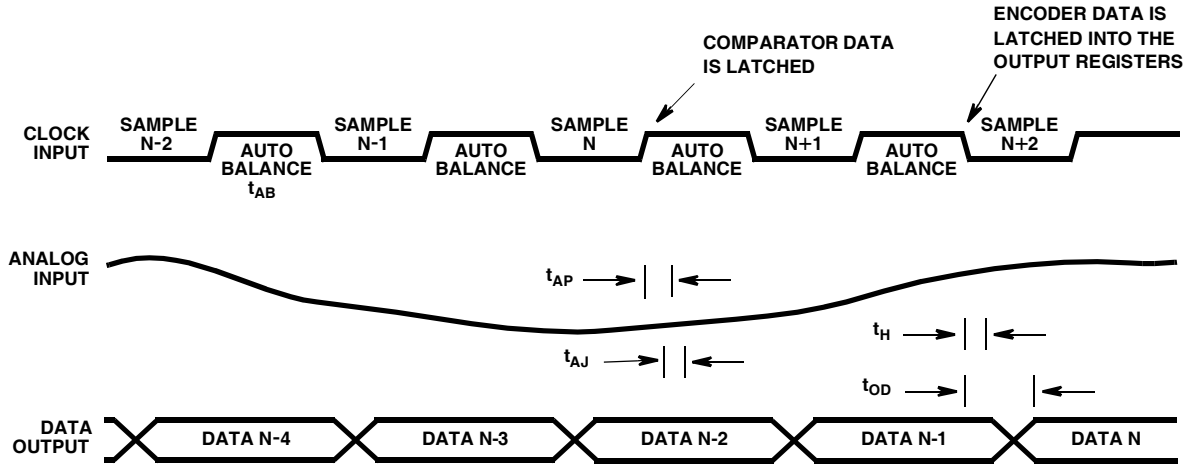 ENCODER DATA IS
LATCHED INTO THE
OUTPUT REGISTERS
COMPARATOR DATA
IS LATCHED
CLOCK
INPUT
SAMPLE
N-2
AUTO
BALANCE
tAB
SAMPLE
N-1
AUTO
BALANCE
SAMPLE
N
AUTO
BALANCE
SAMPLE
N+1
AUTO
BALANCE
SAMPLE
N+2
ANALOG
INPUT
tAP
tAJ
tH
tOD
DATA
OUTPUT
DATA N-4
DATA N-3
DATA N-2
DATA N-1
DATA N